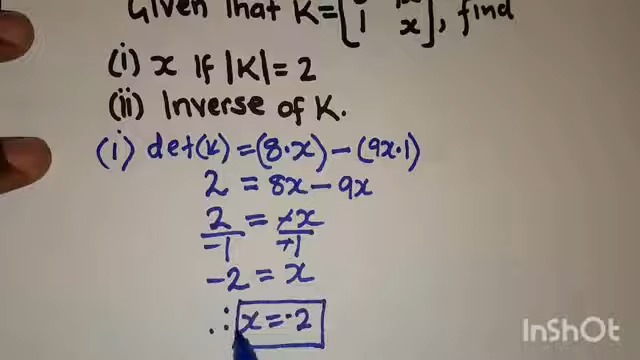 Given That K = [ 1 x ], find
(i) x If |K| = 2
(ii) Inverse of K.
(i) det(K) = (8·x) − (9x·1)
2 = 8x − 9x
2 = −x
−1 −1
−2 = x
∴ x = −2
InShOt